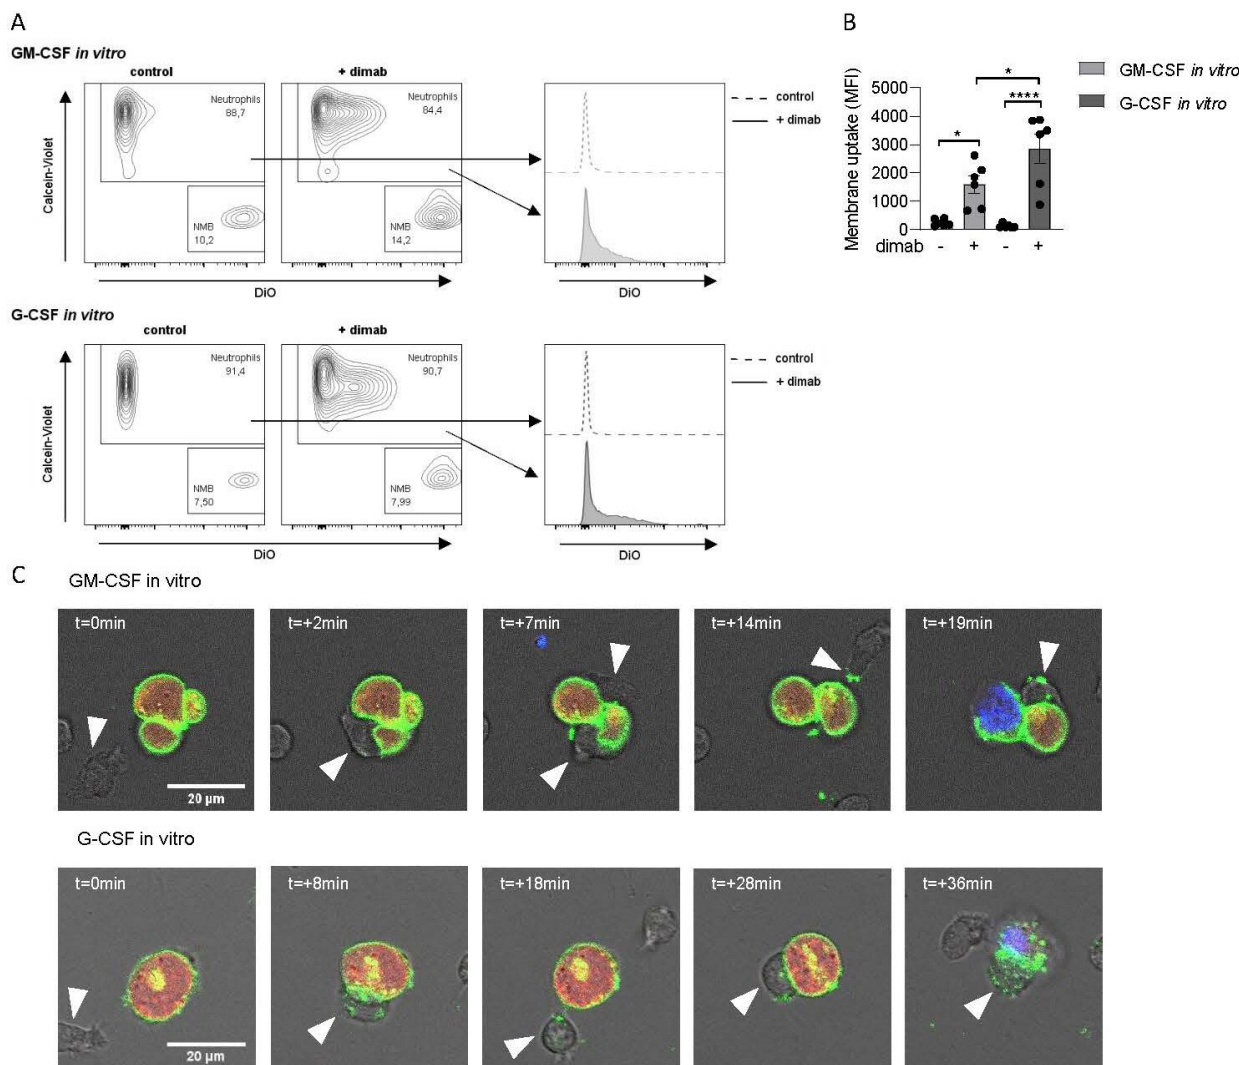 A
GM-CSF in vitro
control
+ dimab
Neutrophils
88,7
Neutrophils
84,4
NMB
10,2
NMB
14,2
Calcein-Violet
DiO
control
+ dimab
DiO
G-CSF in vitro
control
+ dimab
Neutrophils
91,4
Neutrophils
90,7
NMB
7,50
NMB
7,99
Calcein-Violet
DiO
control
+ dimab
DiO
B
Membrane uptake (MFI)
5000
4000
3000
2000
1000
0
*
****
*
dimab - + - +
GM-CSF in vitro
G-CSF in vitro
C
GM-CSF in vitro
t=0min
t=+2min
t=+7min
t=+14min
t=+19min
20 µm
G-CSF in vitro
t=0min
t=+8min
t=+18min
t=+28min
t=+36min
20 µm